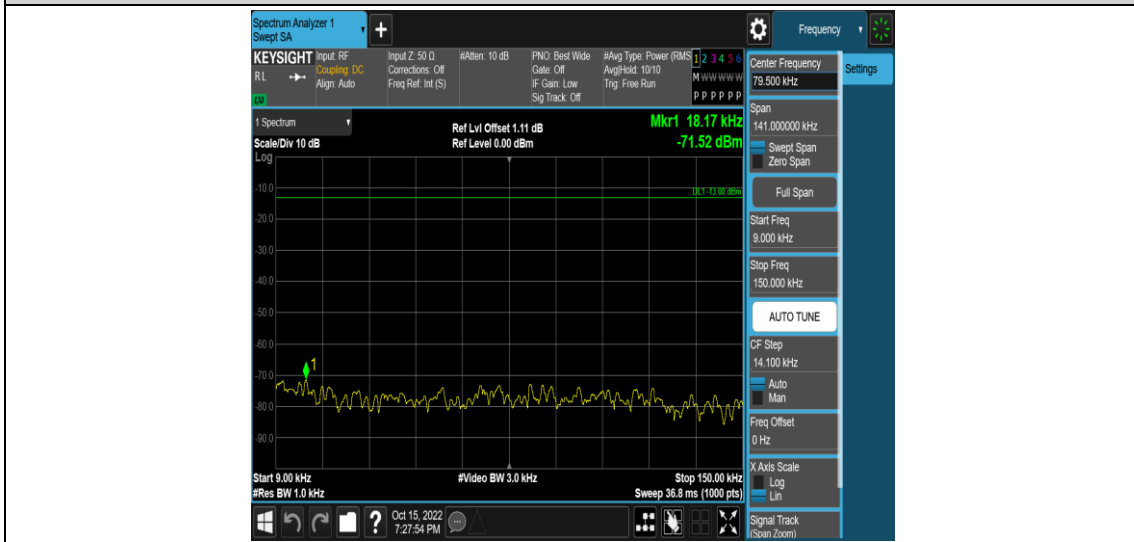 Spectrum Analyzer 1
Swept SA
+
Frequency
KEYSIGHT
RL
Input: RF
Coupling: DC
Align: Auto
Input Z: 50 Ω
Corrections: Off
Freq Ref: Int (S)
#Atten: 10 dB
PNO: Best Wide
Gate: Off
IF Gain: Low
Sig Track: Off
#Avg Type: Power (RMS
Avg|Hold: 10/10
Trig: Free Run
1 2 3 4 5 6
M W W W W W
P P P P P P
1 Spectrum
Scale/Div 10 dB
Log
Ref Lvl Offset 1.11 dB
Ref Level 0.00 dBm
Mkr1 18.17 kHz
-71.52 dBm
DL1 -13.00 dBm
-10.0
-20.0
-30.0
-40.0
-50.0
-60.0
-70.0
-80.0
-90.0
1
Start 9.00 kHz
#Res BW 1.0 kHz
#Video BW 3.0 kHz
Stop 150.00 kHz
Sweep 36.8 ms (1000 pts)
Center Frequency
79.500 kHz
Settings
Span
141.000000 kHz
Swept Span
Zero Span
Full Span
Start Freq
9.000 kHz
Stop Freq
150.000 kHz
AUTO TUNE
CF Step
14.100 kHz
Auto
Man
Freq Offset
0 Hz
X Axis Scale
Log
Lin
Signal Track
(Span Zoom)
?
Oct 15, 2022
7:27:54 PM